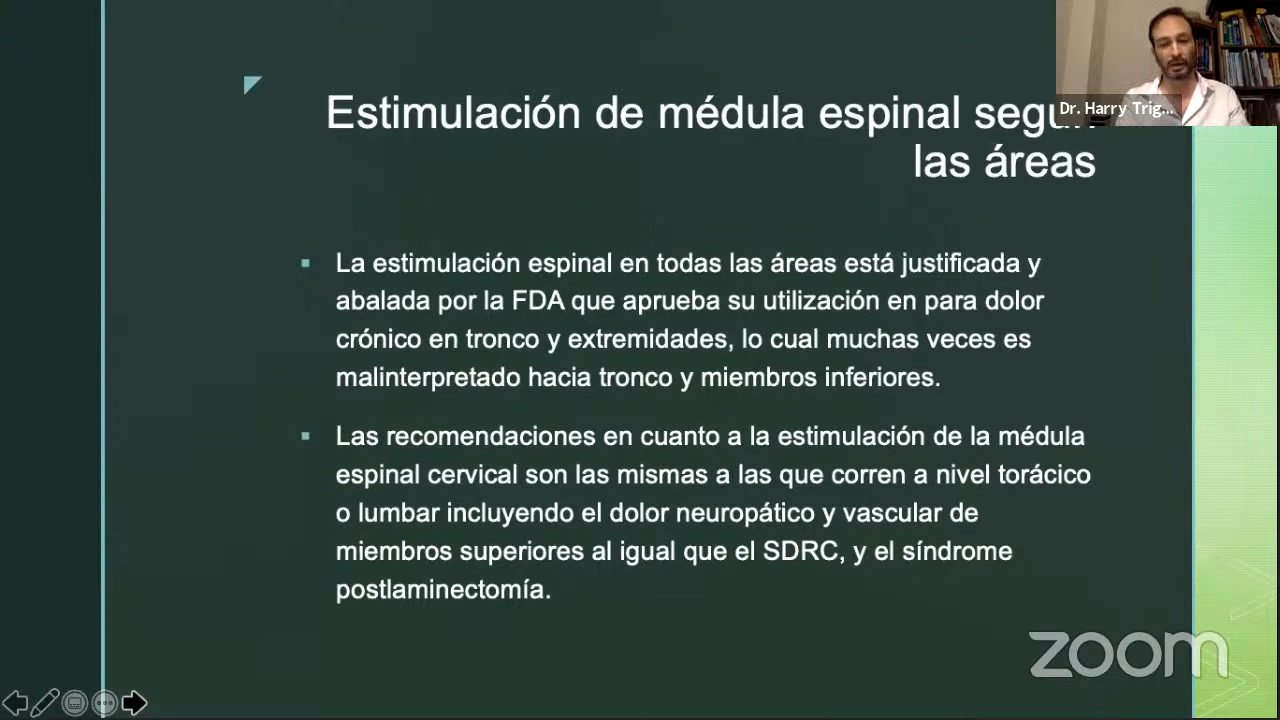 Estimulación de médula espinal según
las áreas
Dr. Harry Trig...
▪ La estimulación espinal en todas las áreas está justificada y
abalada por la FDA que aprueba su utilización en para dolor
crónico en tronco y extremidades, lo cual muchas veces es
malinterpretado hacia tronco y miembros inferiores.
▪ Las recomendaciones en cuanto a la estimulación de la médula
espinal cervical son las mismas a las que corren a nivel torácico
o lumbar incluyendo el dolor neuropático y vascular de
miembros superiores al igual que el SDRC, y el síndrome
postlaminectomía.
zoom